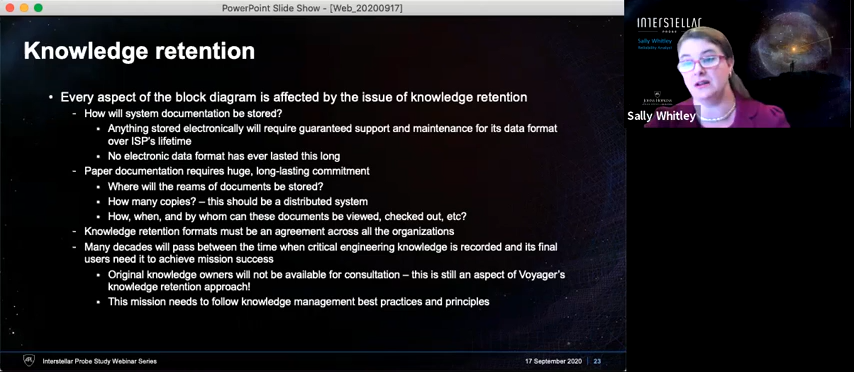 PowerPoint Slide Show - [Web_20200917]
Knowledge retention
• Every aspect of the block diagram is affected by the issue of knowledge retention
- How will system documentation be stored?
▪ Anything stored electronically will require guaranteed support and maintenance for its data format
over ISP's lifetime
▪ No electronic data format has ever lasted this long
- Paper documentation requires huge, long-lasting commitment
▪ Where will the reams of documents be stored?
▪ How many copies? – this should be a distributed system
▪ How, when, and by whom can these documents be viewed, checked out, etc?
- Knowledge retention formats must be an agreement across all the organizations
- Many decades will pass between the time when critical engineering knowledge is recorded and its final
users need it to achieve mission success
▪ Original knowledge owners will not be available for consultation – this is still an aspect of Voyager's
knowledge retention approach!
▪ This mission needs to follow knowledge management best practices and principles
APL
Interstellar Probe Study Webinar Series
17 September 2020
23
INTERSTELLAR
PROBE
Sally Whitley
Reliability Analyst
JOHNS HOPKINS
Sally Whitley